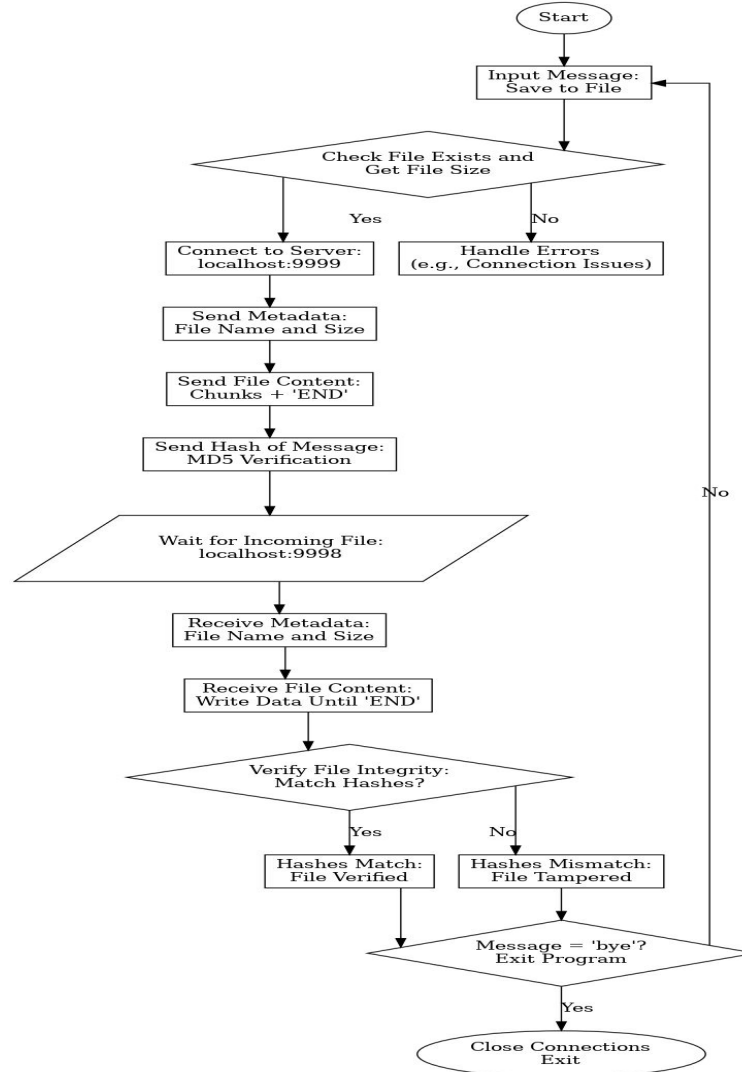 Start
Input Message:
Save to File
Check File Exists and
Get File Size
Yes
No
Connect to Server:
localhost:9999
Handle Errors
(e.g., Connection Issues)
Send Metadata:
File Name and Size
Send File Content:
Chunks + 'END'
Send Hash of Message:
MD5 Verification
No
Wait for Incoming File:
localhost:9998
Receive Metadata:
File Name and Size
Receive File Content:
Write Data Until 'END'
Verify File Integrity:
Match Hashes?
Yes
No
Hashes Match:
File Verified
Hashes Mismatch:
File Tampered
Message = 'bye'?
Exit Program
Yes
Close Connections
Exit